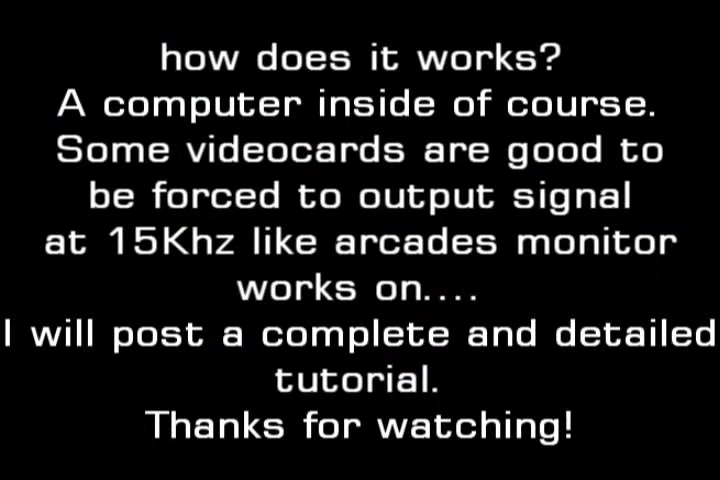 how does it works?
A computer inside of course.
Some videocards are good to
be forced to output signal
at 15Khz like arcades monitor
works on....
I will post a complete and detailed
tutorial.
Thanks for watching!